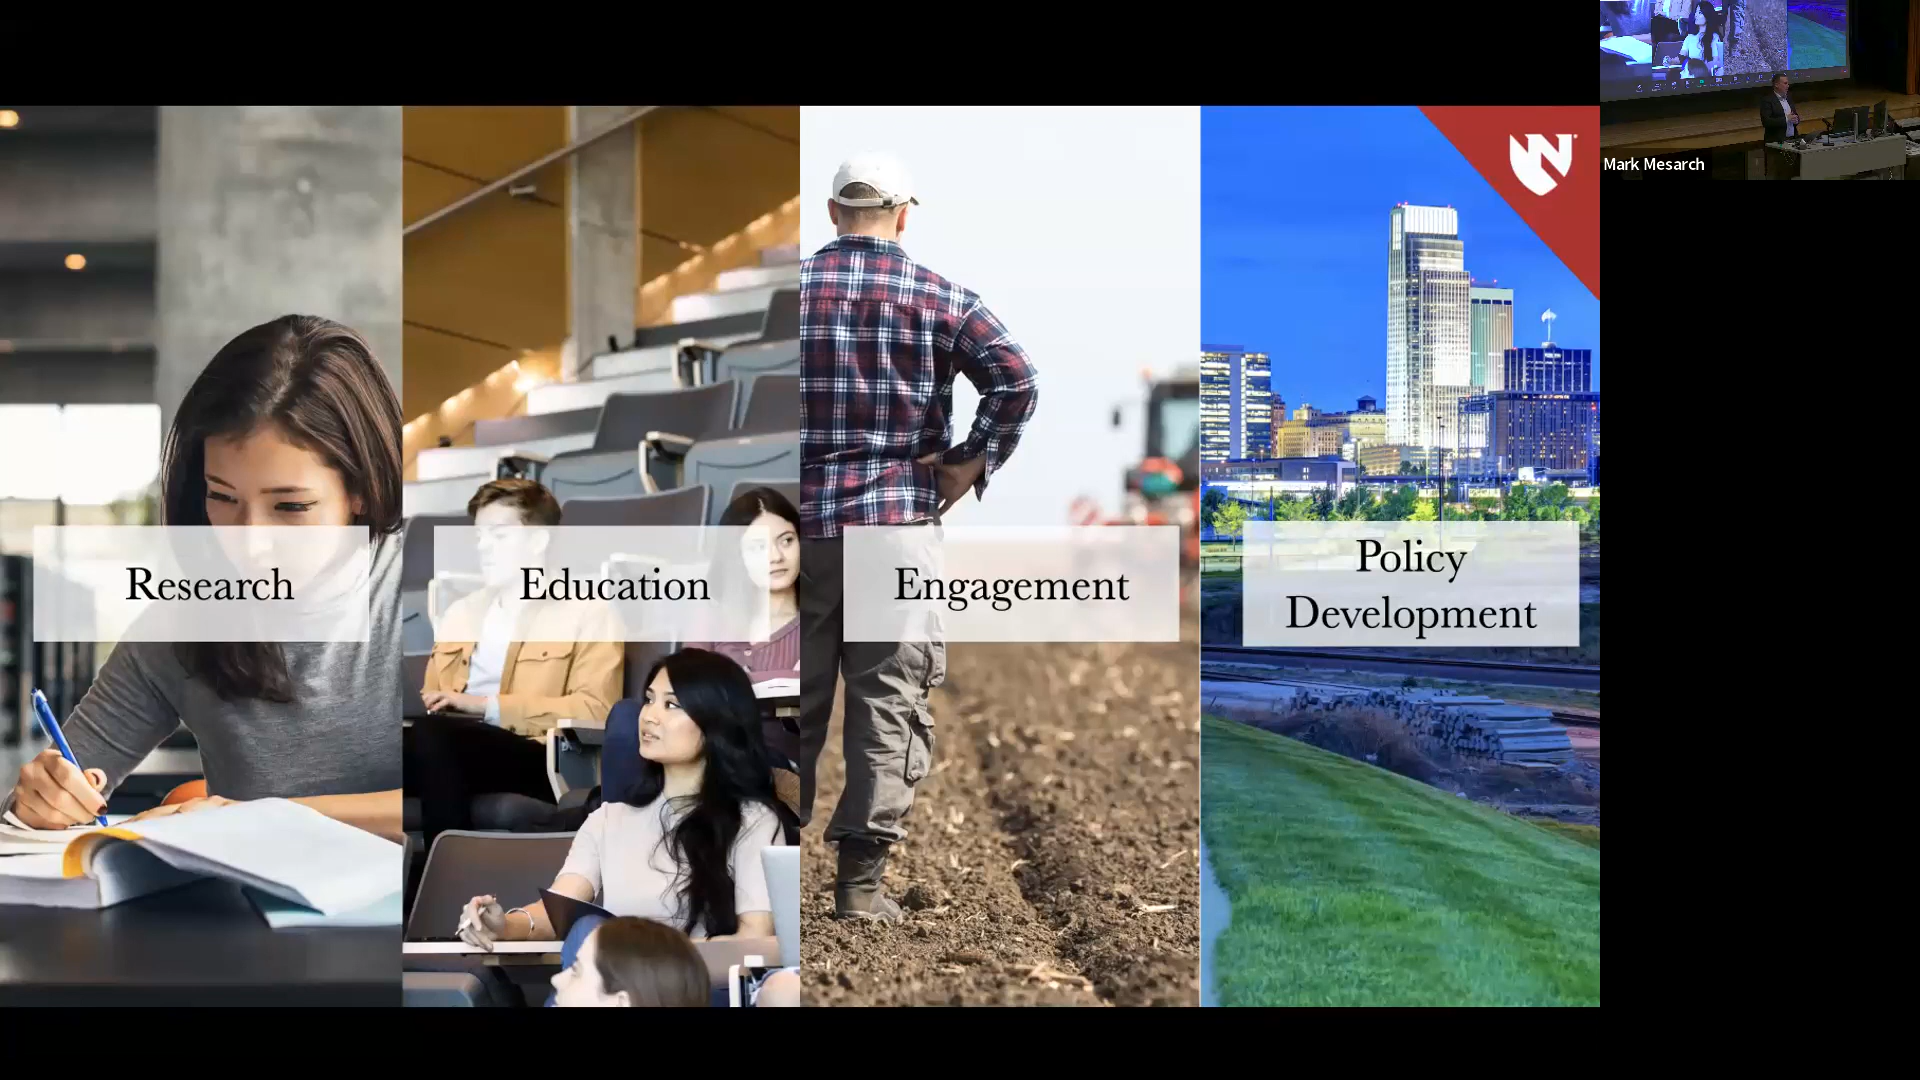 Research
Education
Engagement
Policy
Development
Mark Mesarch